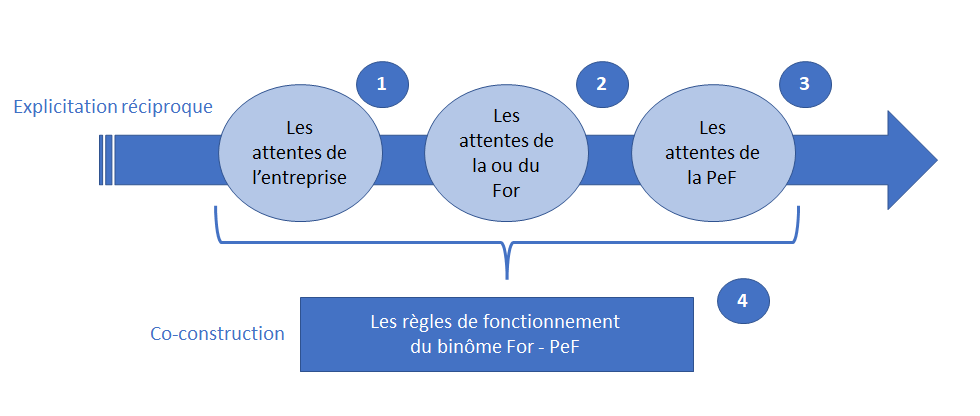 1
2
3
Explicitation réciproque
Les
attentes de
l’entreprise
Les
attentes de
la ou du
For
Les
attentes de
la PeF
4
Co-construction
Les règles de fonctionnement
du binôme For - PeF